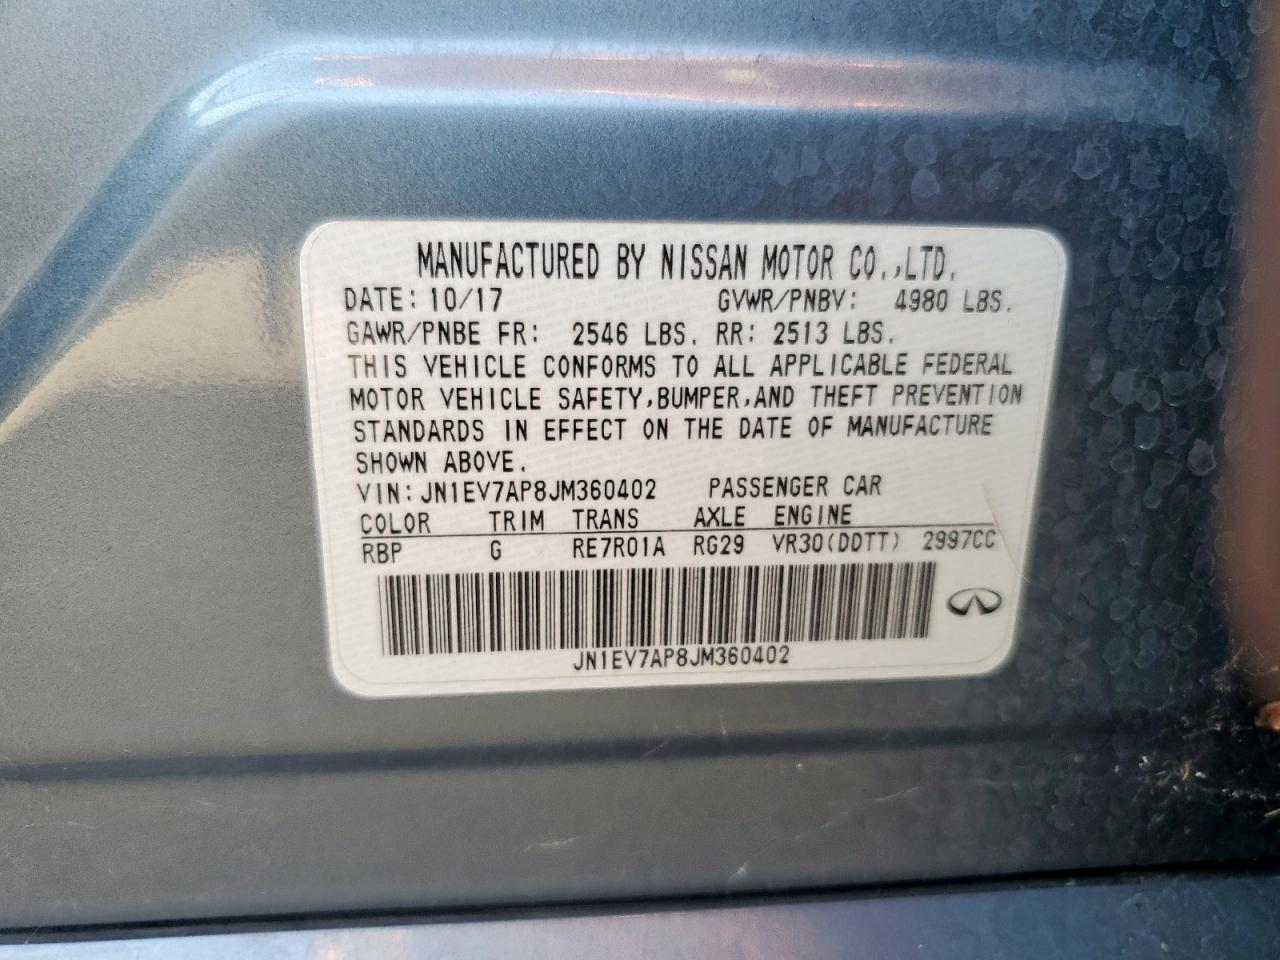 MANUFACTURED BY NISSAN MOTOR CO.,LTD.
DATE: 10/17 GVWR/PNBV: 4980 LBS.
GAWR/PNBE FR: 2546 LBS. RR: 2513 LBS.
THIS VEHICLE CONFORMS TO ALL APPLICABLE FEDERAL
MOTOR VEHICLE SAFETY,BUMPER,AND THEFT PREVENTION
STANDARDS IN EFFECT ON THE DATE OF MANUFACTURE
SHOWN ABOVE.
VIN: JN1EV7AP8JM360402 PASSENGER CAR
COLOR TRIM TRANS AXLE ENGINE
RBP G RE7R01A RG29 VR30(DDTT) 2997CC
JN1EV7AP8JM360402